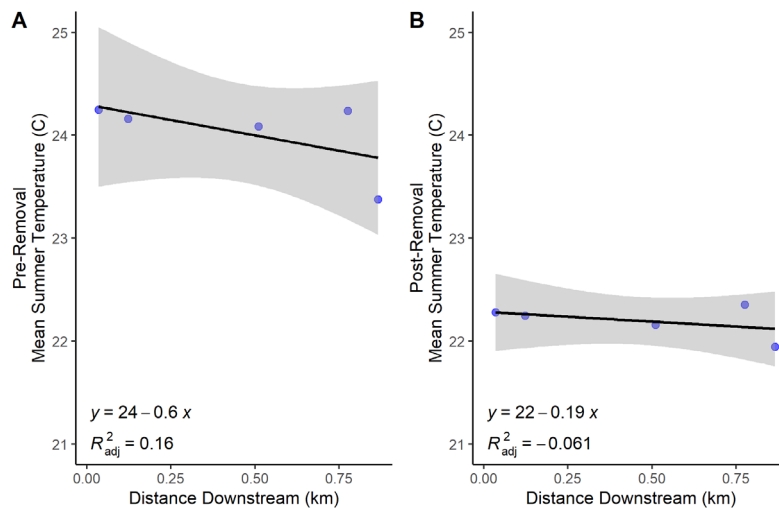 A
25
24
23
22
21
Pre-Removal
Mean Summer Temperature (C)
y = 24 − 0.6 x
R²adj = 0.16
0.00 0.25 0.50 0.75
Distance Downstream (km)
B
25
24
23
22
21
Post-Removal
Mean Summer Temperature (C)
y = 22 − 0.19 x
R²adj = −0.061
0.00 0.25 0.50 0.75
Distance Downstream (km)